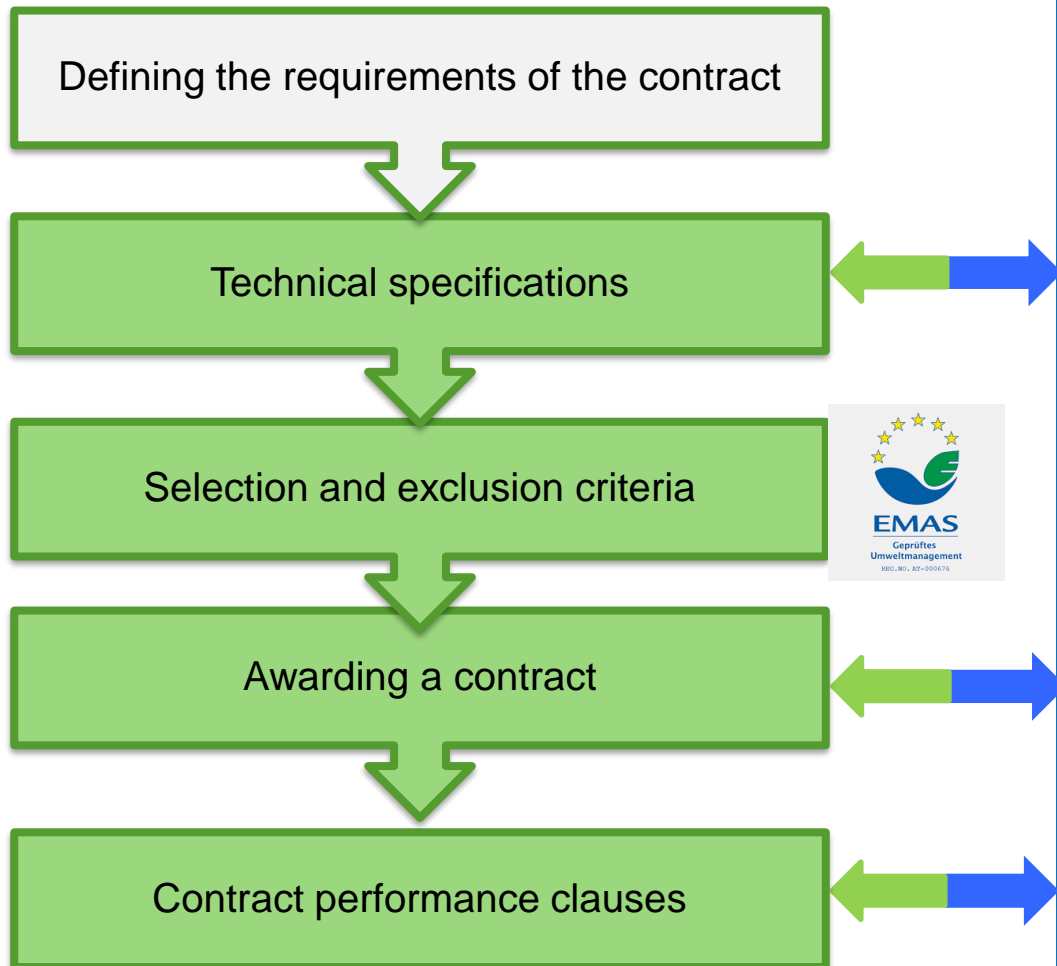 Defining the requirements of the contract
Technical specifications
Selection and exclusion criteria
EMAS
Geprüftes
Umweltmanagement
REG.NO. AT-000676
Awarding a contract
Contract performance clauses